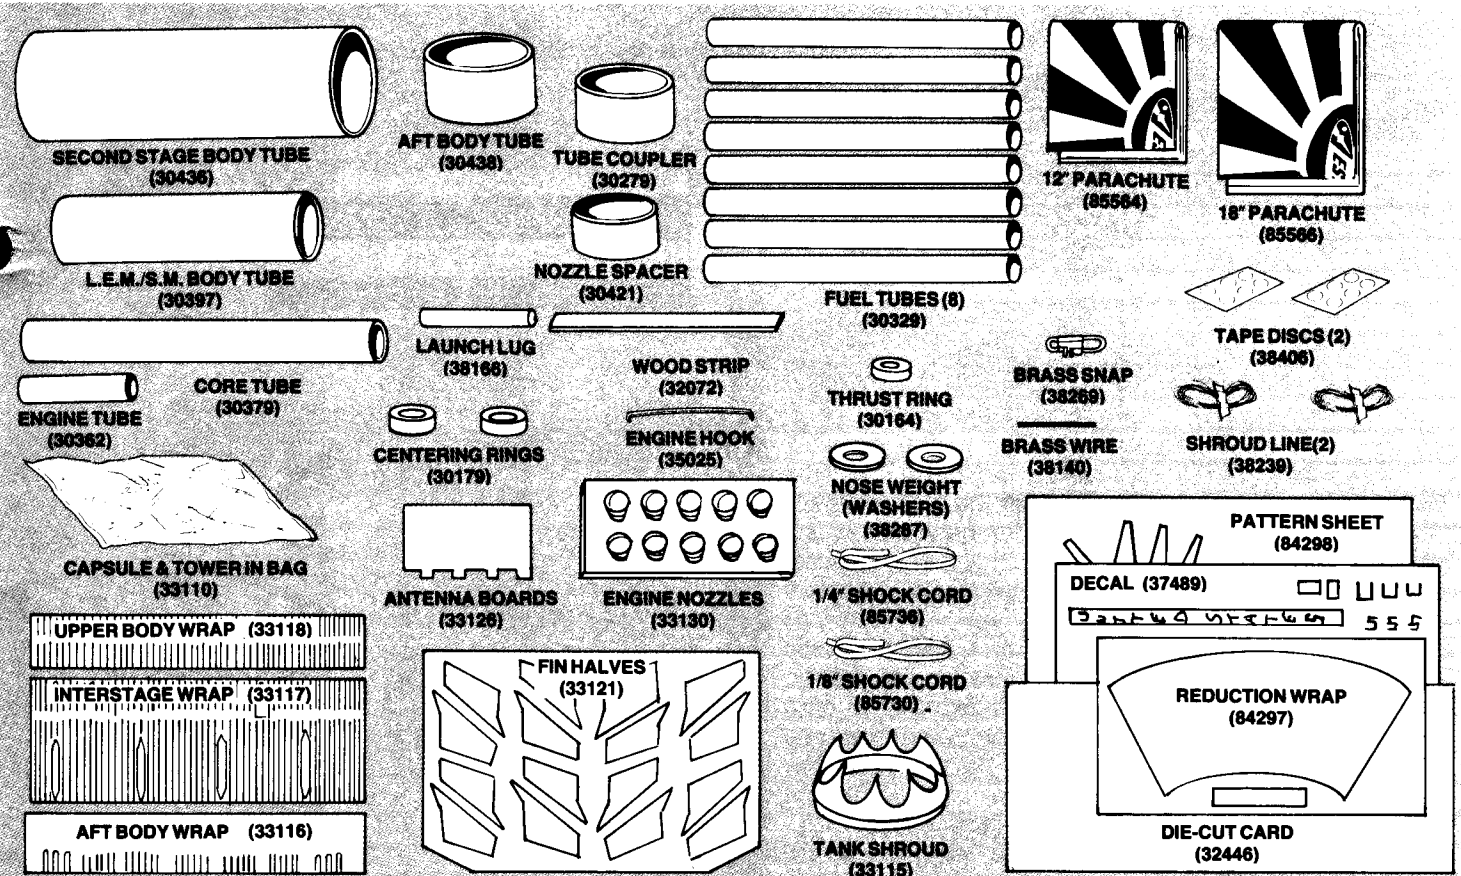 SECOND STAGE BODY TUBE
(30436)
AFT BODY TUBE
(30438)
TUBE COUPLER
(30279)
12" PARACHUTE
(85564)
18" PARACHUTE
(85566)
L.E.M./S.M. BODY TUBE
(30397)
NOZZLE SPACER
(30421)
FUEL TUBES (8)
(30329)
LAUNCH LUG
(38166)
WOOD STRIP
(32072)
TAPE DISCS (2)
(38406)
CORE TUBE
(30379)
THRUST RING
(30164)
BRASS SNAP
(38269)
ENGINE TUBE
(30362)
CENTERING RINGS
(30179)
ENGINE HOOK
(35025)
BRASS WIRE
(38140)
SHROUD LINE(2)
(38239)
NOSE WEIGHT
(WASHERS)
(38287)
CAPSULE & TOWER IN BAG
(33110)
ANTENNA BOARDS
(33126)
ENGINE NOZZLES
(33130)
1/4" SHOCK CORD
(85736)
PATTERN SHEET
(84298)
DECAL (37489)
UPPER BODY WRAP (33118)
INTERSTAGE WRAP (33117)
FIN HALVES
(33121)
1/8" SHOCK CORD
(85730)
REDUCTION WRAP
(84297)
AFT BODY WRAP (33116)
TANK SHROUD
(33115)
DIE-CUT CARD
(32446)